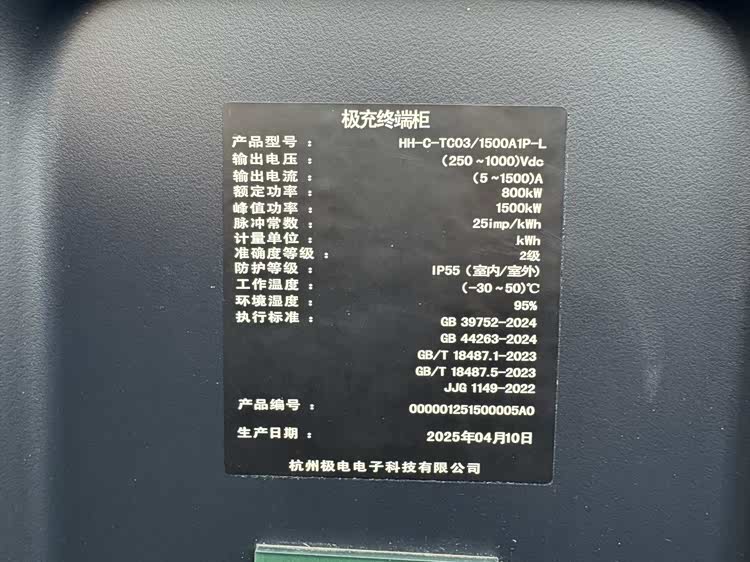 极充终端柜
产品型号： HH-C-TC03/1500A1P-L
输出电压： (250~1000)Vdc
输出电流： (5~1500)A
额定功率： 800kW
峰值功率： 1500kW
脉冲常数： 25imp/kWh
计量单位： kWh
准确度等级： 2级
防护等级： IP55（室内/室外）
工作温度： (-30~50)℃
环境湿度： 95%
执行标准： GB 39752-2024
GB 44263-2024
GB/T 18487.1-2023
GB/T 18487.5-2023
JJG 1149-2022
产品编号： 000001251500005A0
生产日期： 2025年04月10日
杭州极电电子科技有限公司